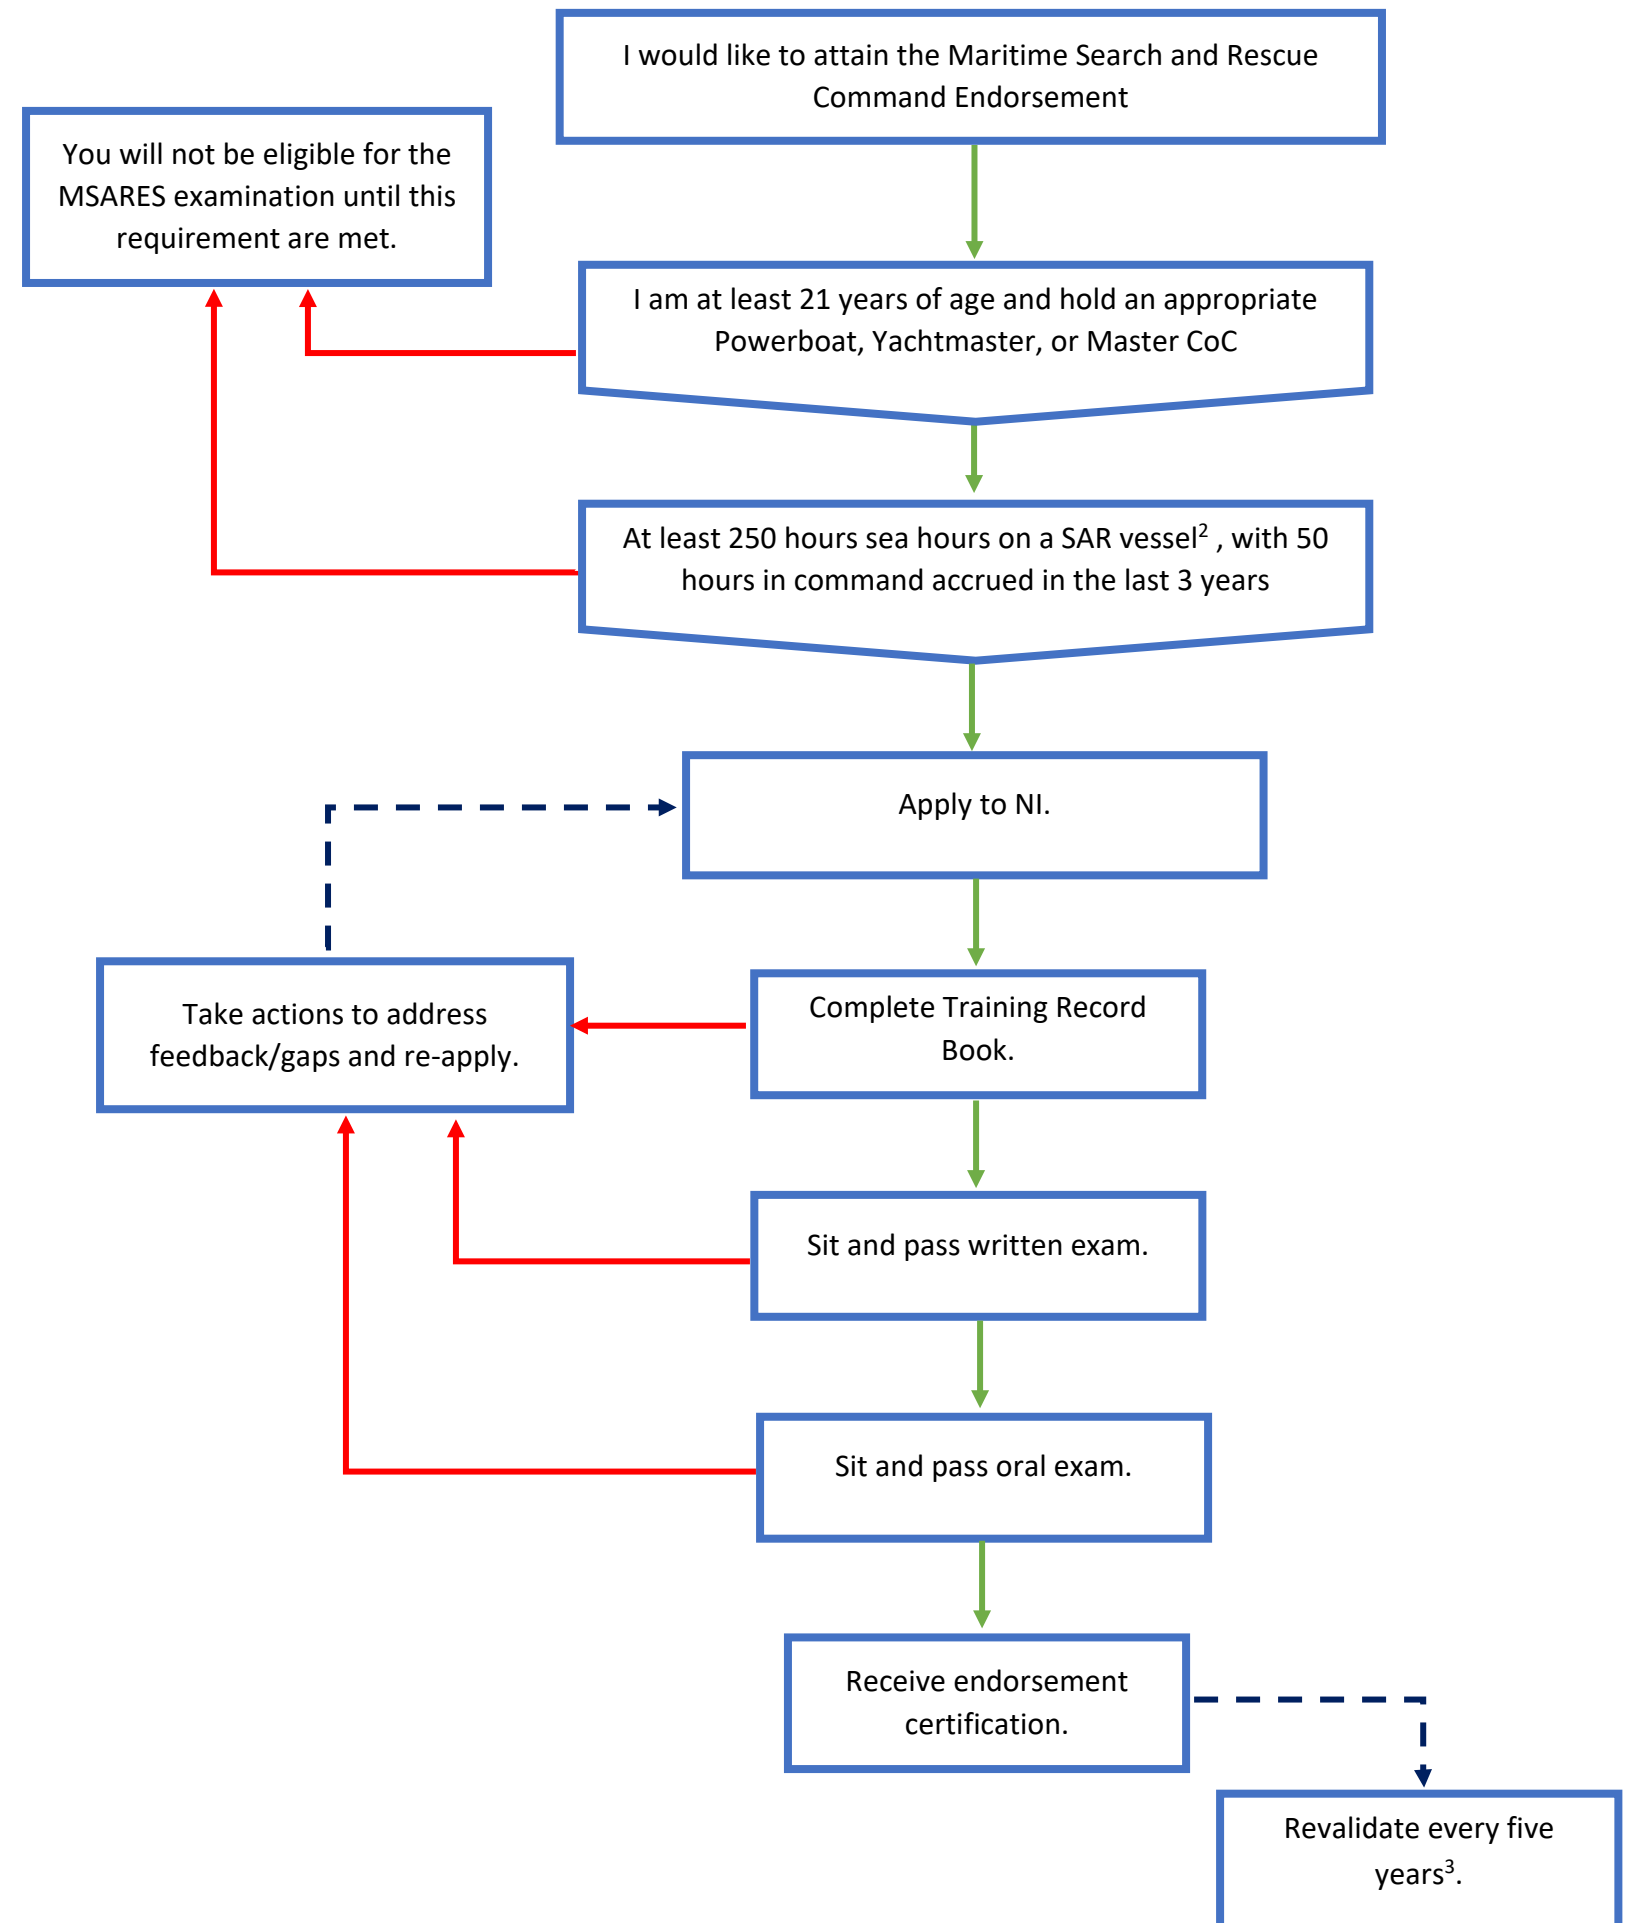 I would like to attain the Maritime Search and Rescue
Command Endorsement
You will not be eligible for the
MSARES examination until this
requirement are met.
I am at least 21 years of age and hold an appropriate
Powerboat, Yachtmaster, or Master CoC
At least 250 hours sea hours on a SAR vessel² , with 50
hours in command accrued in the last 3 years
Apply to NI.
Take actions to address
feedback/gaps and re-apply.
Complete Training Record
Book.
Sit and pass written exam.
Sit and pass oral exam.
Receive endorsement
certification.
Revalidate every five
years³.